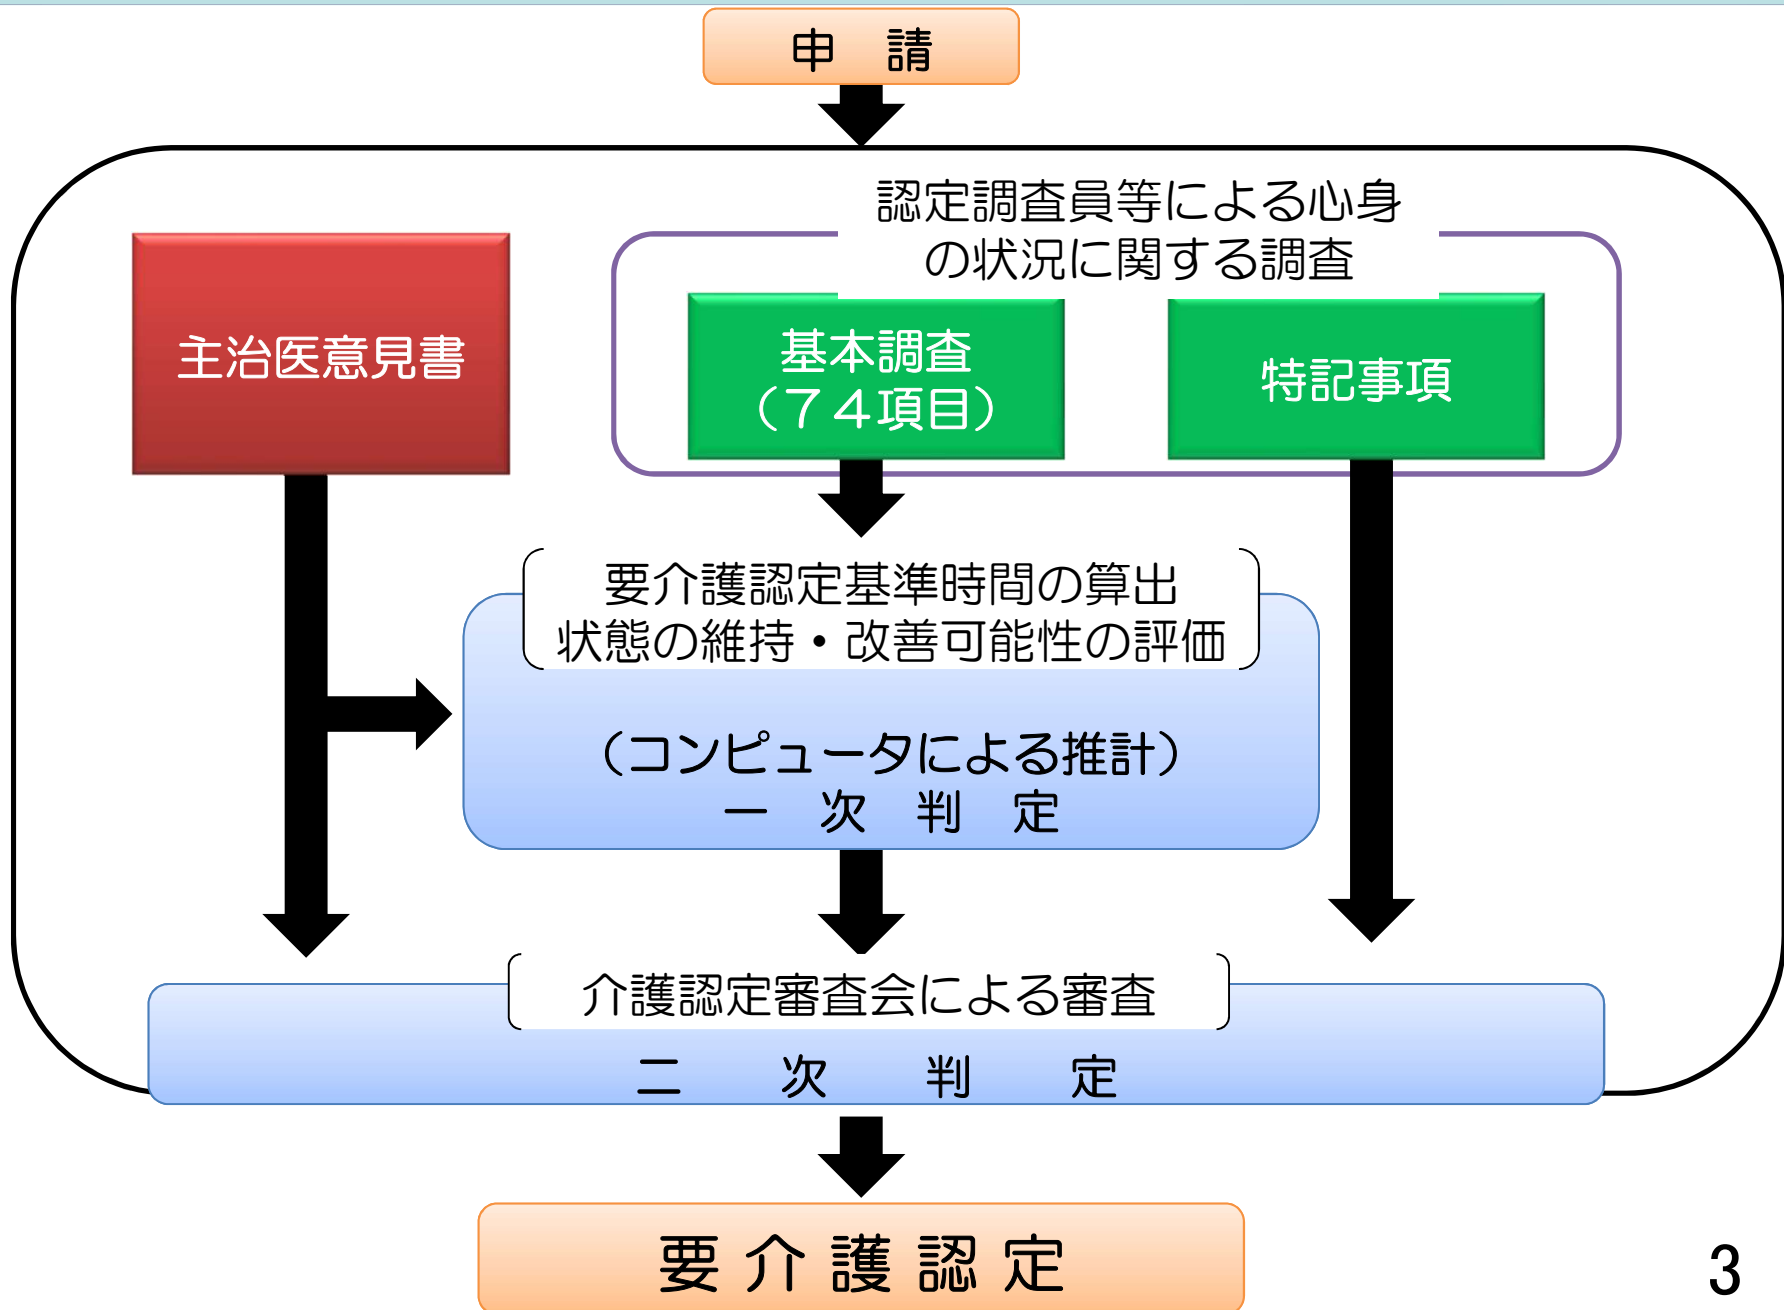 申　請
認定調査員等による心身
の状況に関する調査
主治医意見書
基本調査
（７４項目）
特記事項
要介護認定基準時間の算出
状態の維持・改善可能性の評価
（コンピュータによる推計）
一　次　判　定
介護認定審査会による審査
二　次　判　定
要介護認定
3